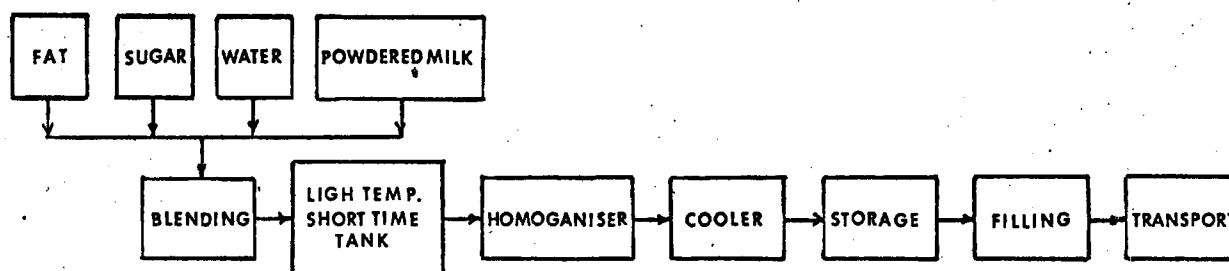 FAT
SUGAR
WATER
POWDERED MILK
BLENDING
LIGH TEMP.
SHORT TIME
TANK
HOMOGANISER
COOLER
STORAGE
FILLING
TRANSPORT